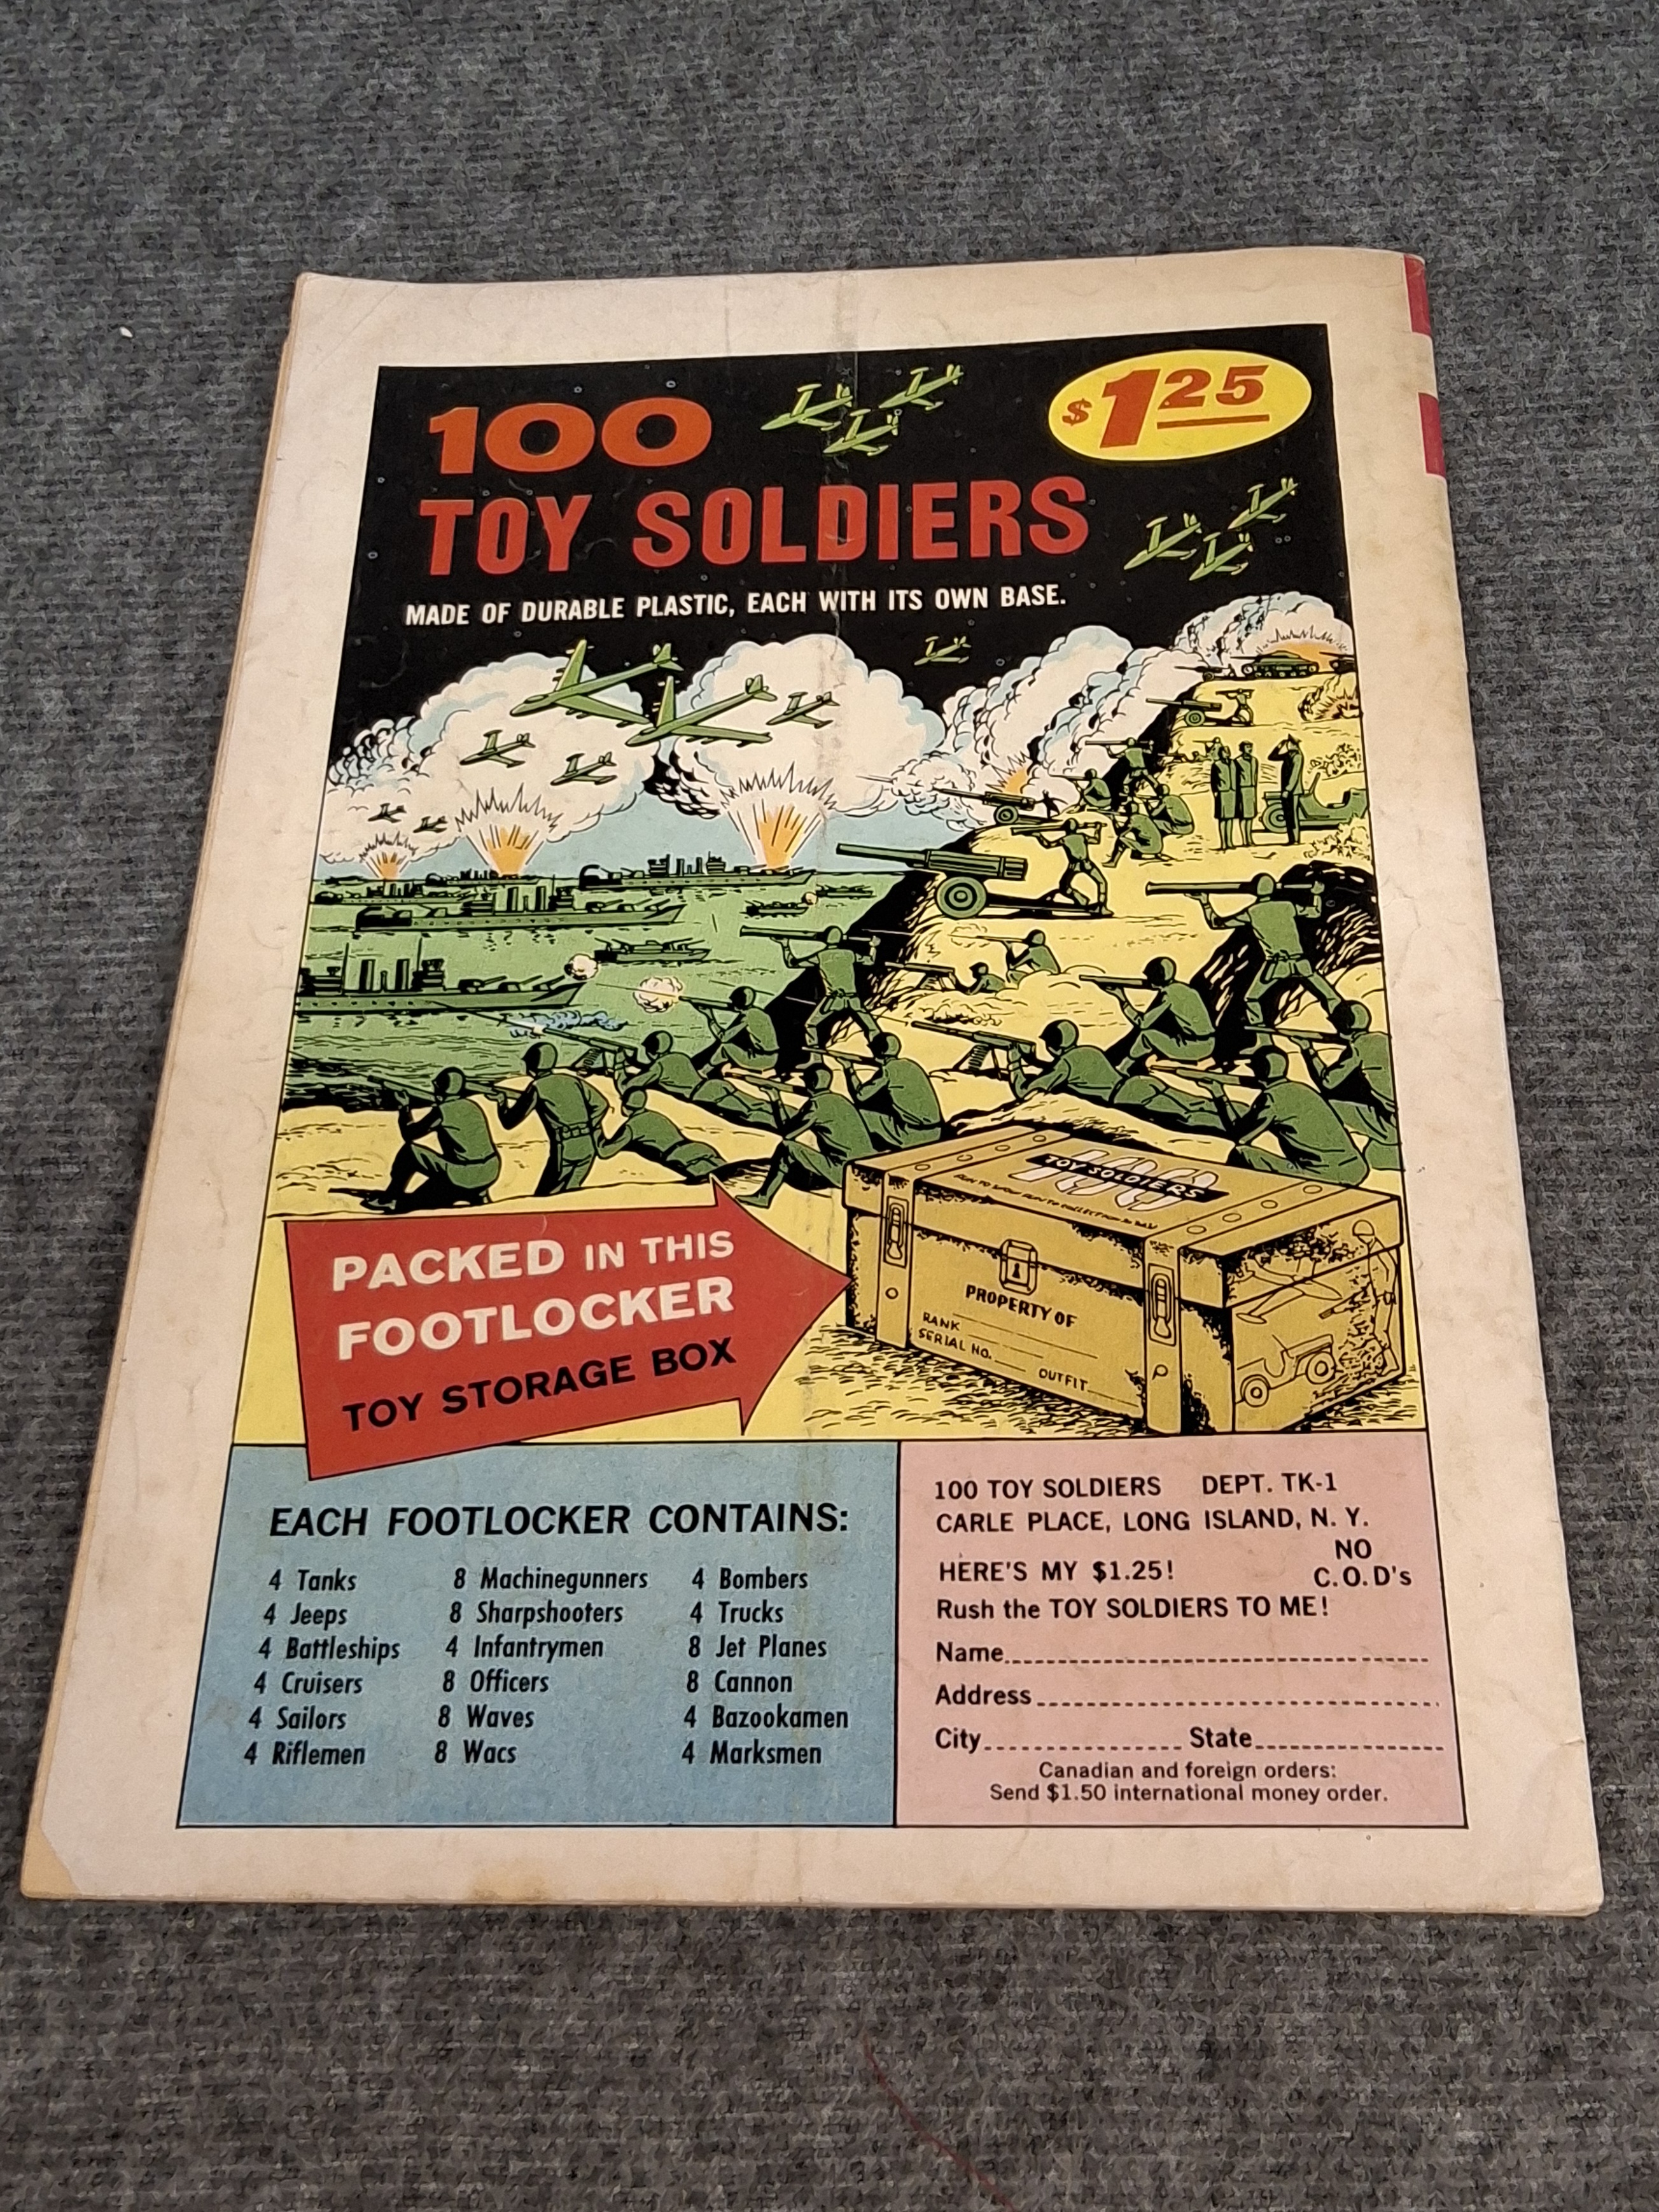 100
$1 25
TOY SOLDIERS
MADE OF DURABLE PLASTIC, EACH WITH ITS OWN BASE.
100
TOY SOLDIERS
PACKED IN THIS
FOOTLOCKER
TOY STORAGE BOX
PROPERTY OF
RANK
SERIAL NO.
OUTFIT
EACH FOOTLOCKER CONTAINS:
4 Tanks 8 Machinegunners 4 Bombers
4 Jeeps 8 Sharpshooters 4 Trucks
4 Battleships 4 Infantrymen 8 Jet Planes
4 Cruisers 8 Officers 8 Cannon
4 Sailors 8 Waves 4 Bazookamen
4 Riflemen 8 Wacs 4 Marksmen
100 TOY SOLDIERS DEPT. TK-1
CARLE PLACE, LONG ISLAND, N. Y.
HERE'S MY $1.25! NO
C.O.D's
Rush the TOY SOLDIERS TO ME!
Name
Address
City State
Canadian and foreign orders:
Send $1.50 international money order.